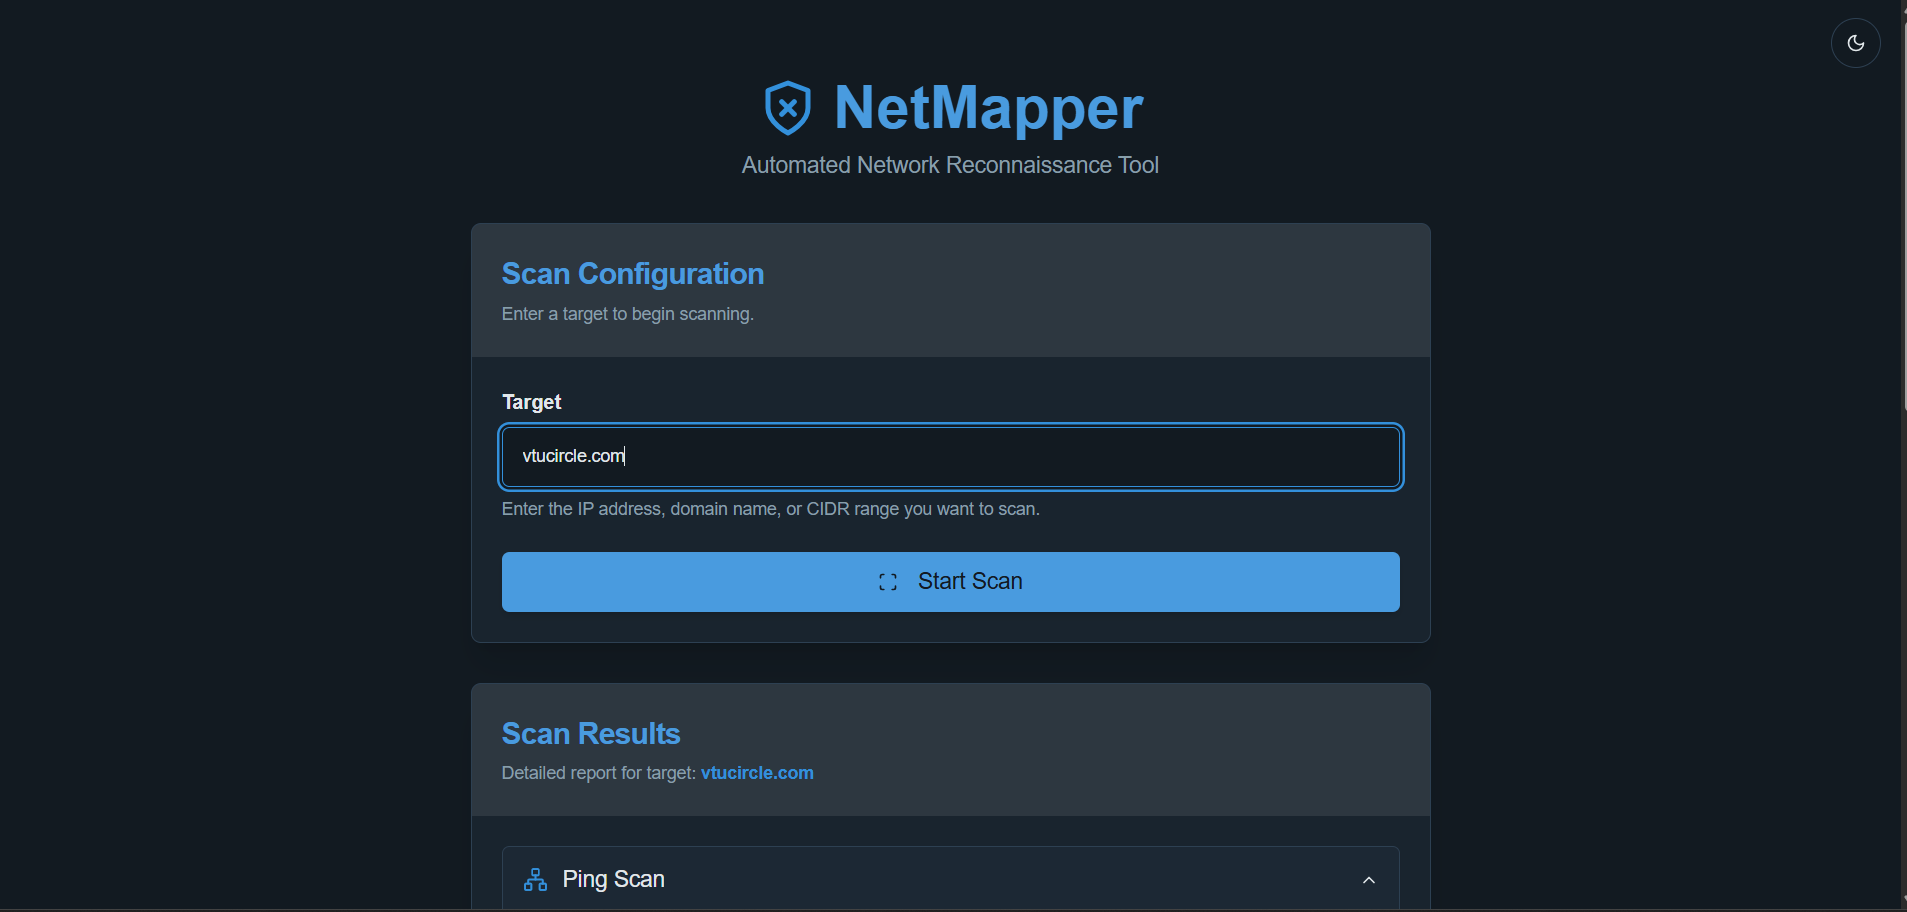 NetMapper
Automated Network Reconnaissance Tool
Scan Configuration
Enter a target to begin scanning.
Target
vtucircle.com
Enter the IP address, domain name, or CIDR range you want to scan.
Start Scan
Scan Results
Detailed report for target: vtucircle.com
Ping Scan